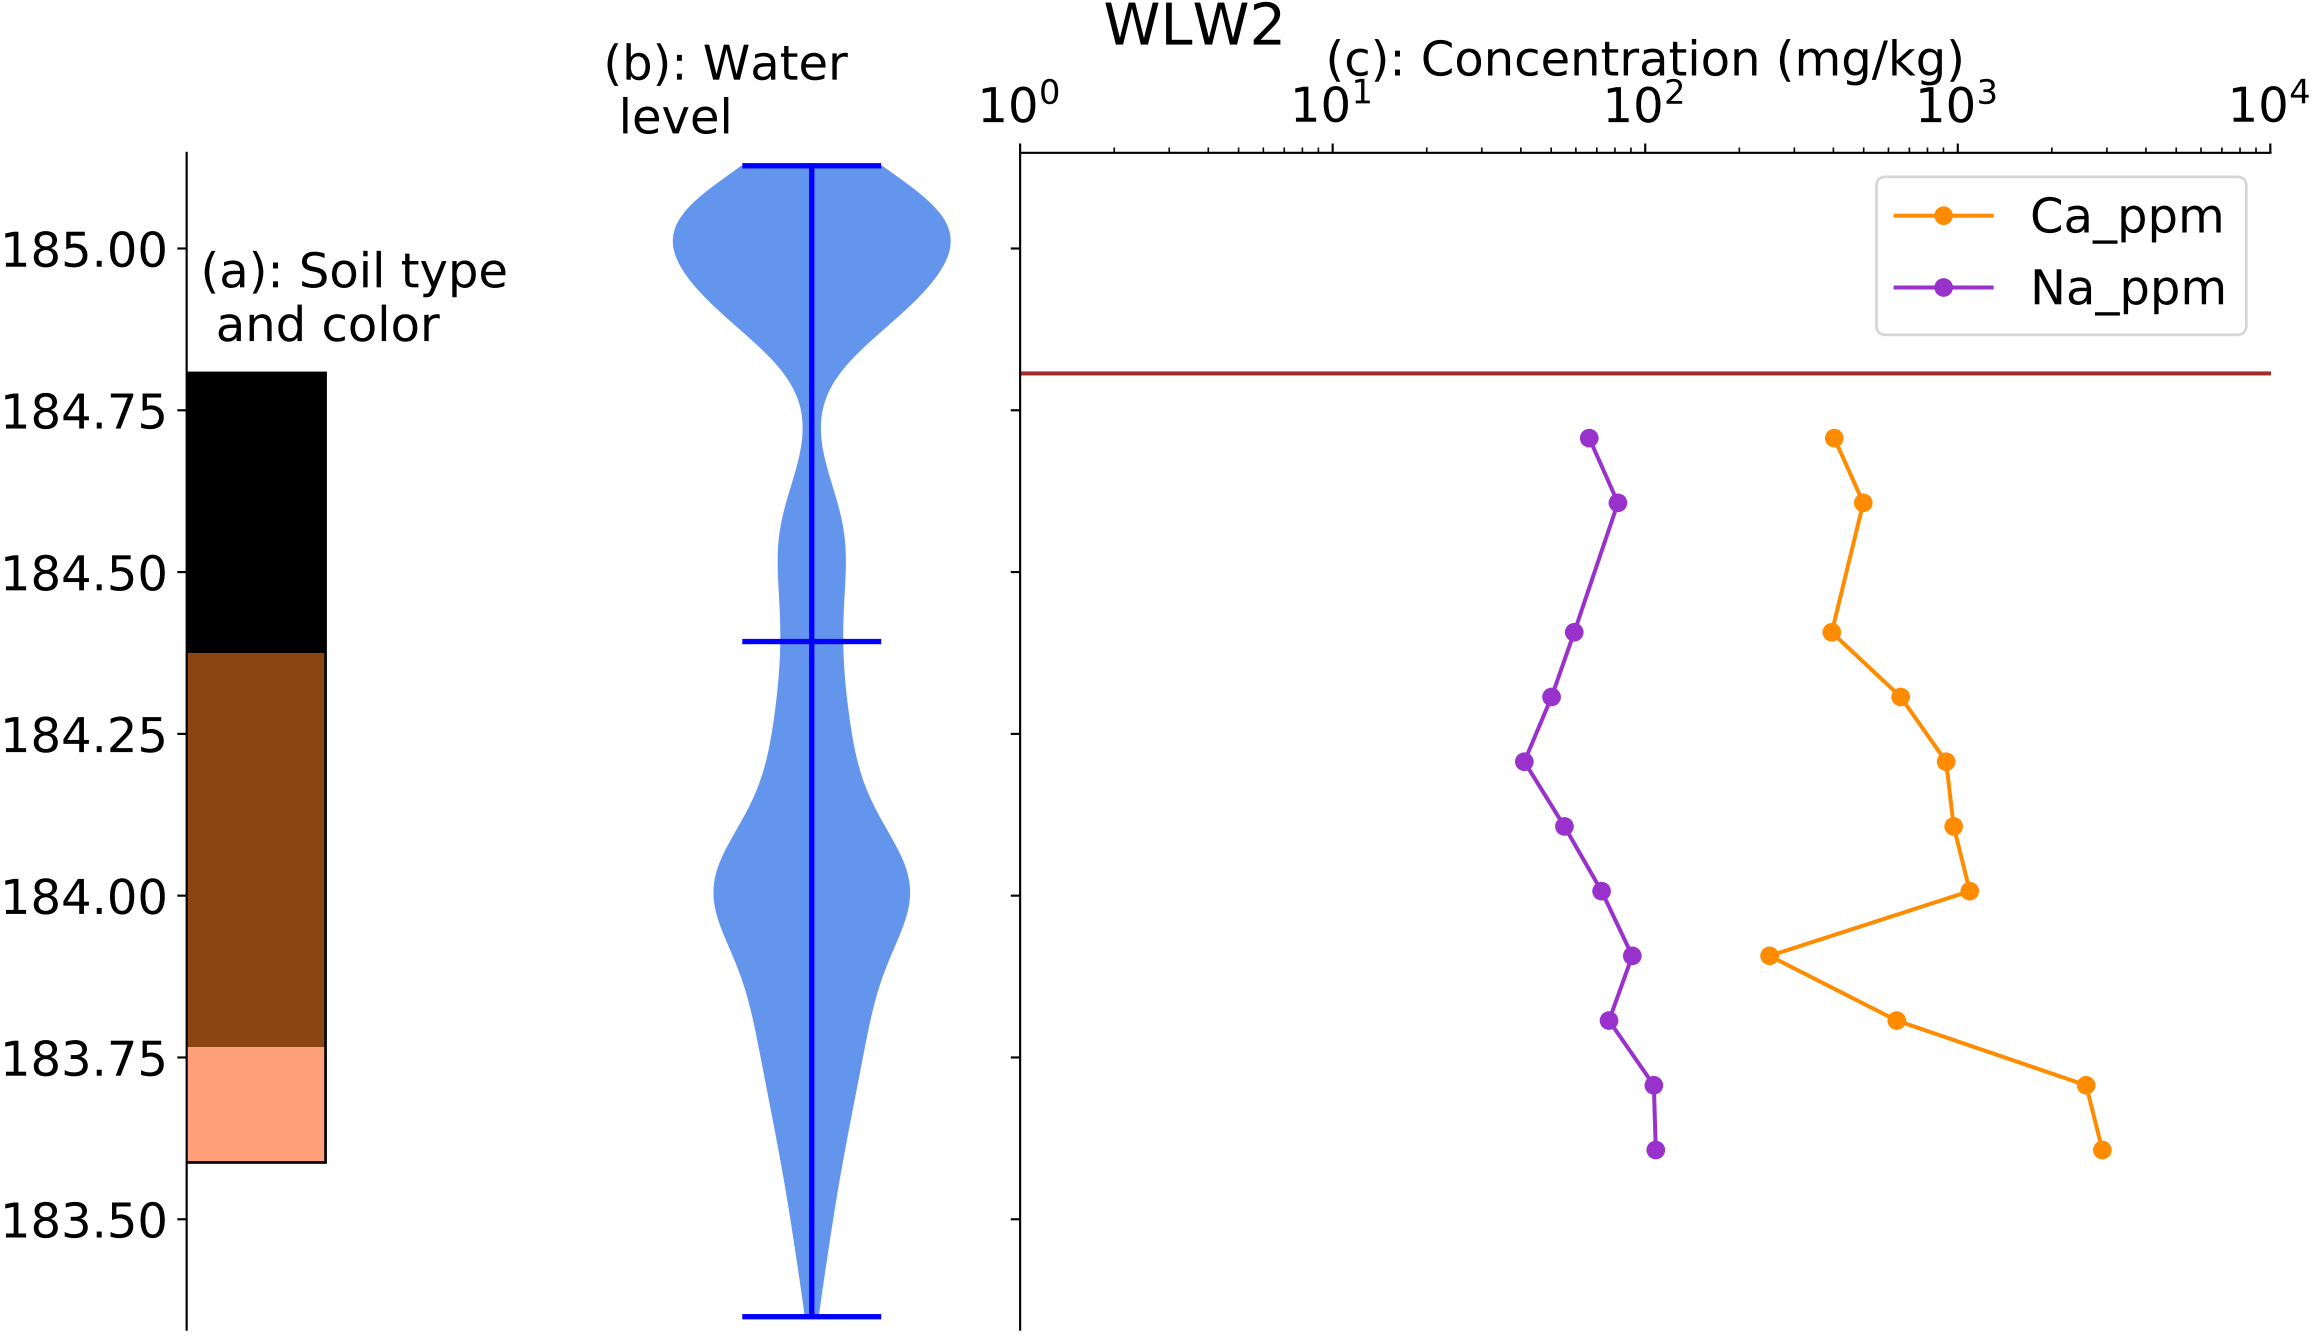 WLW2
(b): Water
level
(c): Concentration (mg/kg)
10⁰ 10¹ 10² 10³ 10⁴
(a): Soil type
and color
Ca_ppm
Na_ppm
185.00
184.75
184.50
184.25
184.00
183.75
183.50